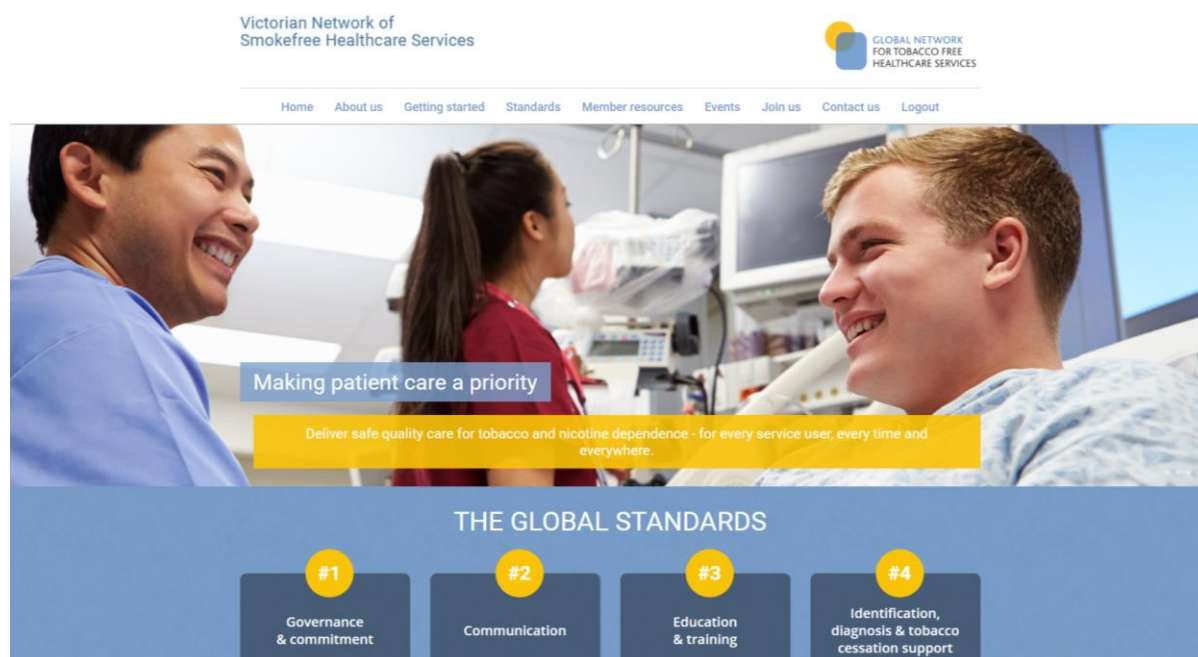 Victorian Network of
Smokefree Healthcare Services
GLOBAL NETWORK
FOR TOBACCO FREE
HEALTHCARE SERVICES
Home About us Getting started Standards Member resources Events Join us Contact us Logout
Making patient care a priority
Deliver safe quality care for tobacco and nicotine dependence - for every service user, every time and
everywhere.
THE GLOBAL STANDARDS
#1 #2 #3 #4
Governance
& commitment
Communication
Education
& training
Identification,
diagnosis & tobacco
cessation support